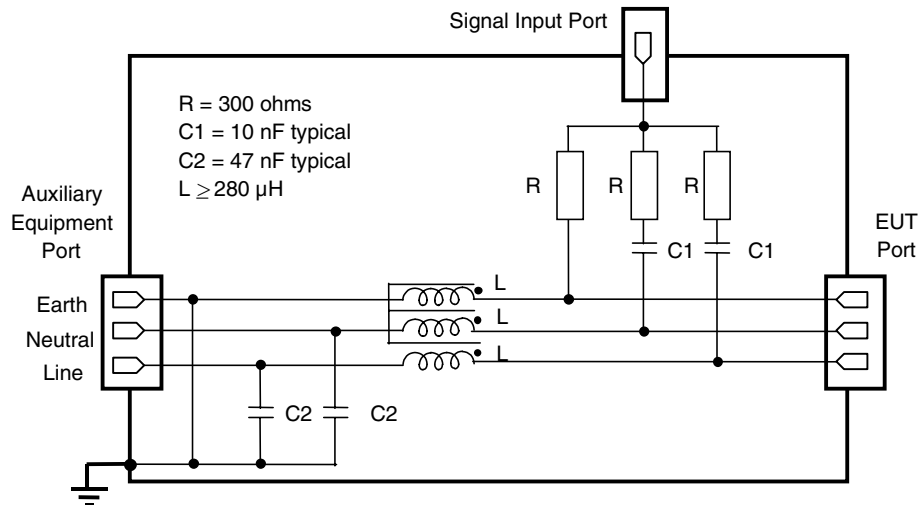 Signal Input Port
R = 300 ohms
C1 = 10 nF typical
C2 = 47 nF typical
L ≥ 280 µH
Auxiliary
Equipment
Port
R
R
R
EUT
Port
C1
C1
Earth
L
Neutral
L
Line
L
C2
C2